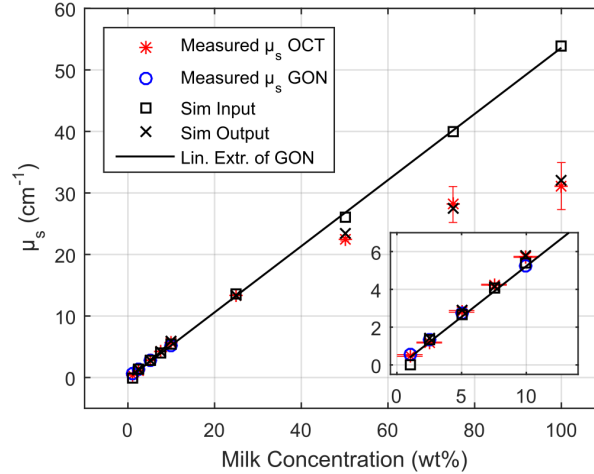 60
50
40
30
20
10
0
μs (cm-1)
Measured μs OCT
Measured μs GON
Sim Input
Sim Output
Lin. Extr. of GON
6
4
2
0
0 5 10
0 20 40 60 80 100
Milk Concentration (wt%)